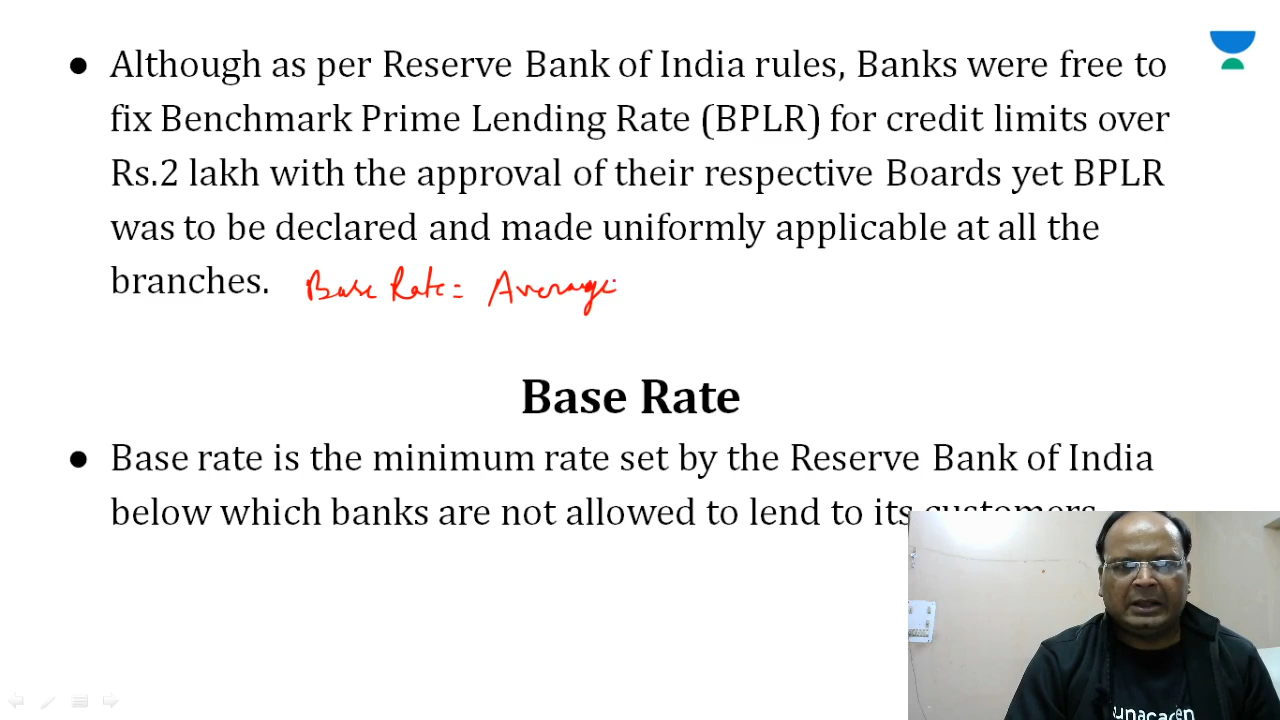 ● Although as per Reserve Bank of India rules, Banks were free to
fix Benchmark Prime Lending Rate (BPLR) for credit limits over
Rs.2 lakh with the approval of their respective Boards yet BPLR
was to be declared and made uniformly applicable at all the
branches. Base Rate = Average
Base Rate
● Base rate is the minimum rate set by the Reserve Bank of India
below which banks are not allowed to lend to its customers
unacaden